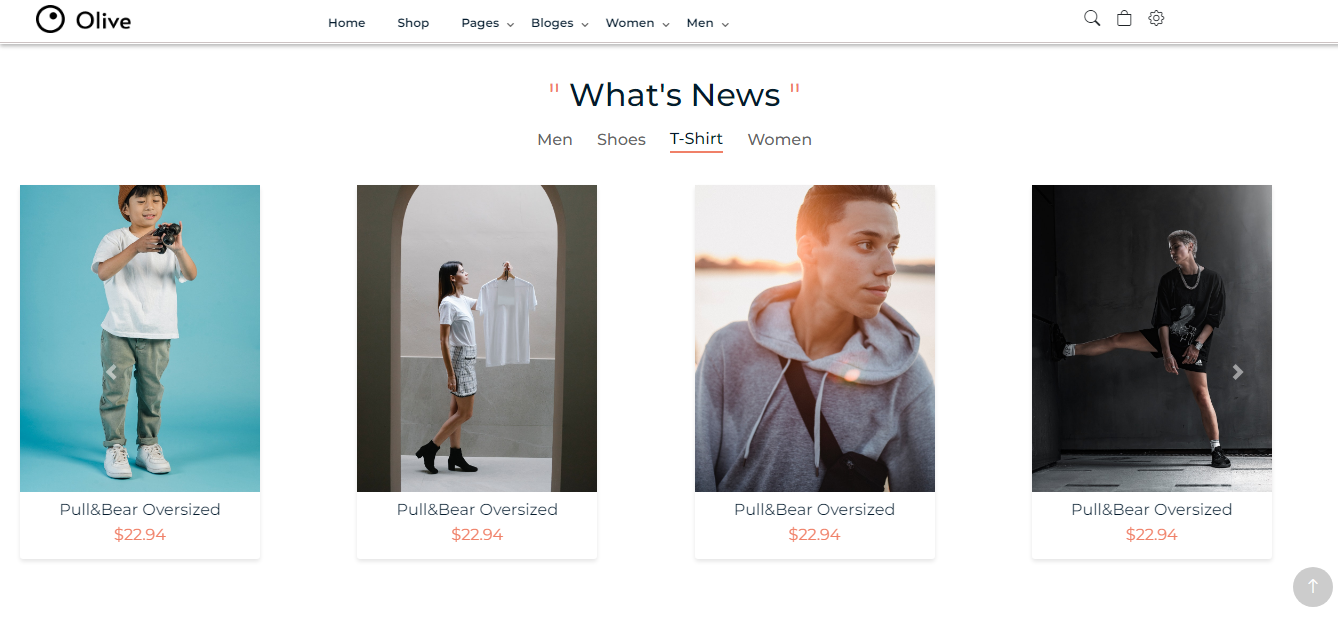 Olive
Home Shop Pages Bloges Women Men
" What's News "
Men Shoes T-Shirt Women
Pull&Bear Oversized Pull&Bear Oversized Pull&Bear Oversized Pull&Bear Oversized
$22.94 $22.94 $22.94 $22.94